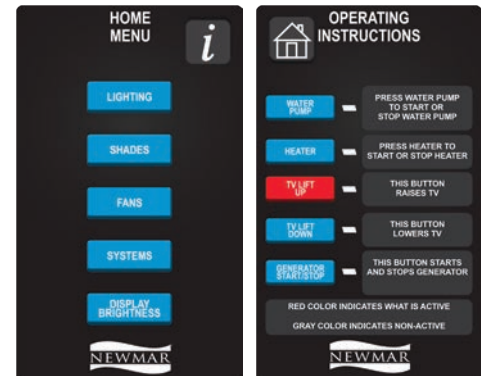 HOME
MENU
i
LIGHTING
SHADES
FANS
SYSTEMS
DISPLAY
BRIGHTNESS
NEWMAR
OPERATING
INSTRUCTIONS
WATER
PUMP
PRESS WATER PUMP
TO START OR
STOP WATER PUMP
HEATER
PRESS HEATER TO
START OR STOP HEATER
TV LIFT
UP
THIS BUTTON
RAISES TV
TV LIFT
DOWN
THIS BUTTON
LOWERS TV
GENERATOR
START/STOP
THIS BUTTON STARTS
AND STOPS GENERATOR
RED COLOR INDICATES WHAT IS ACTIVE
GRAY COLOR INDICATES NON-ACTIVE
NEWMAR